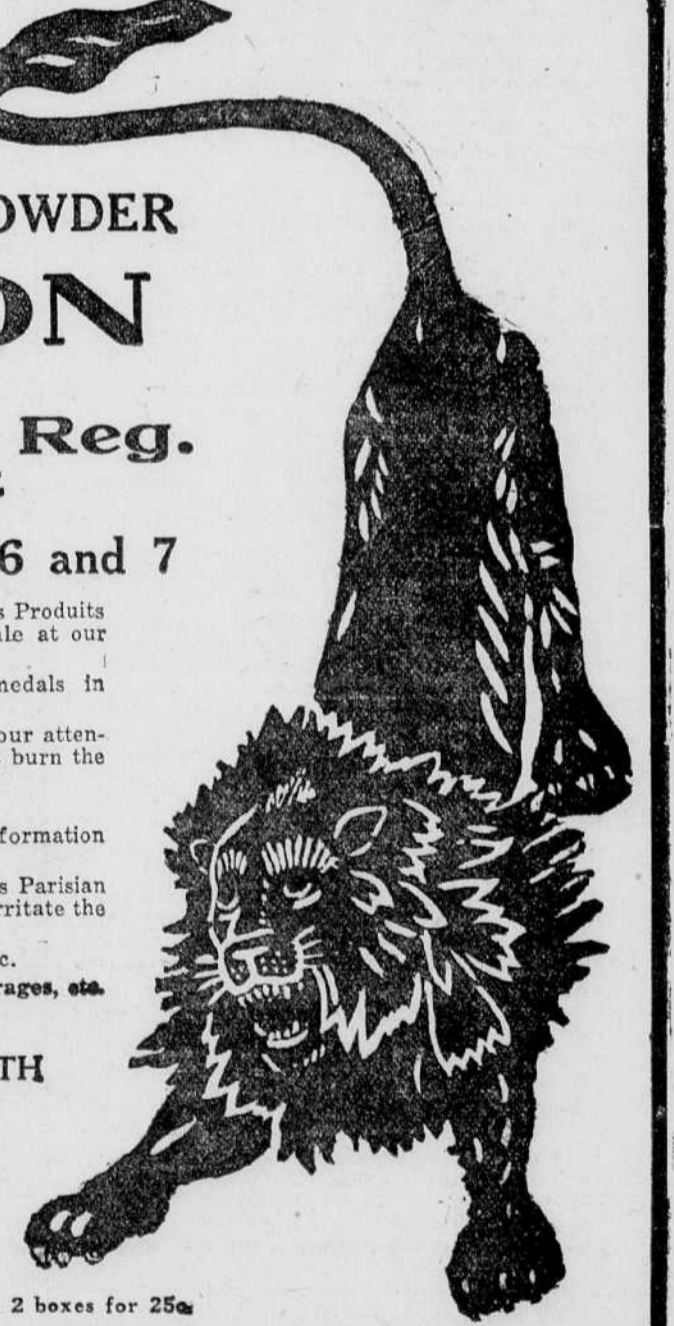 OWDER
ON
Reg.
6 and 7
s Produits
ale at our
medals in
our atten-
burn the
formation
s Parisian
rritate the
c.
rages, etc.
TH
2 boxes for 25c.